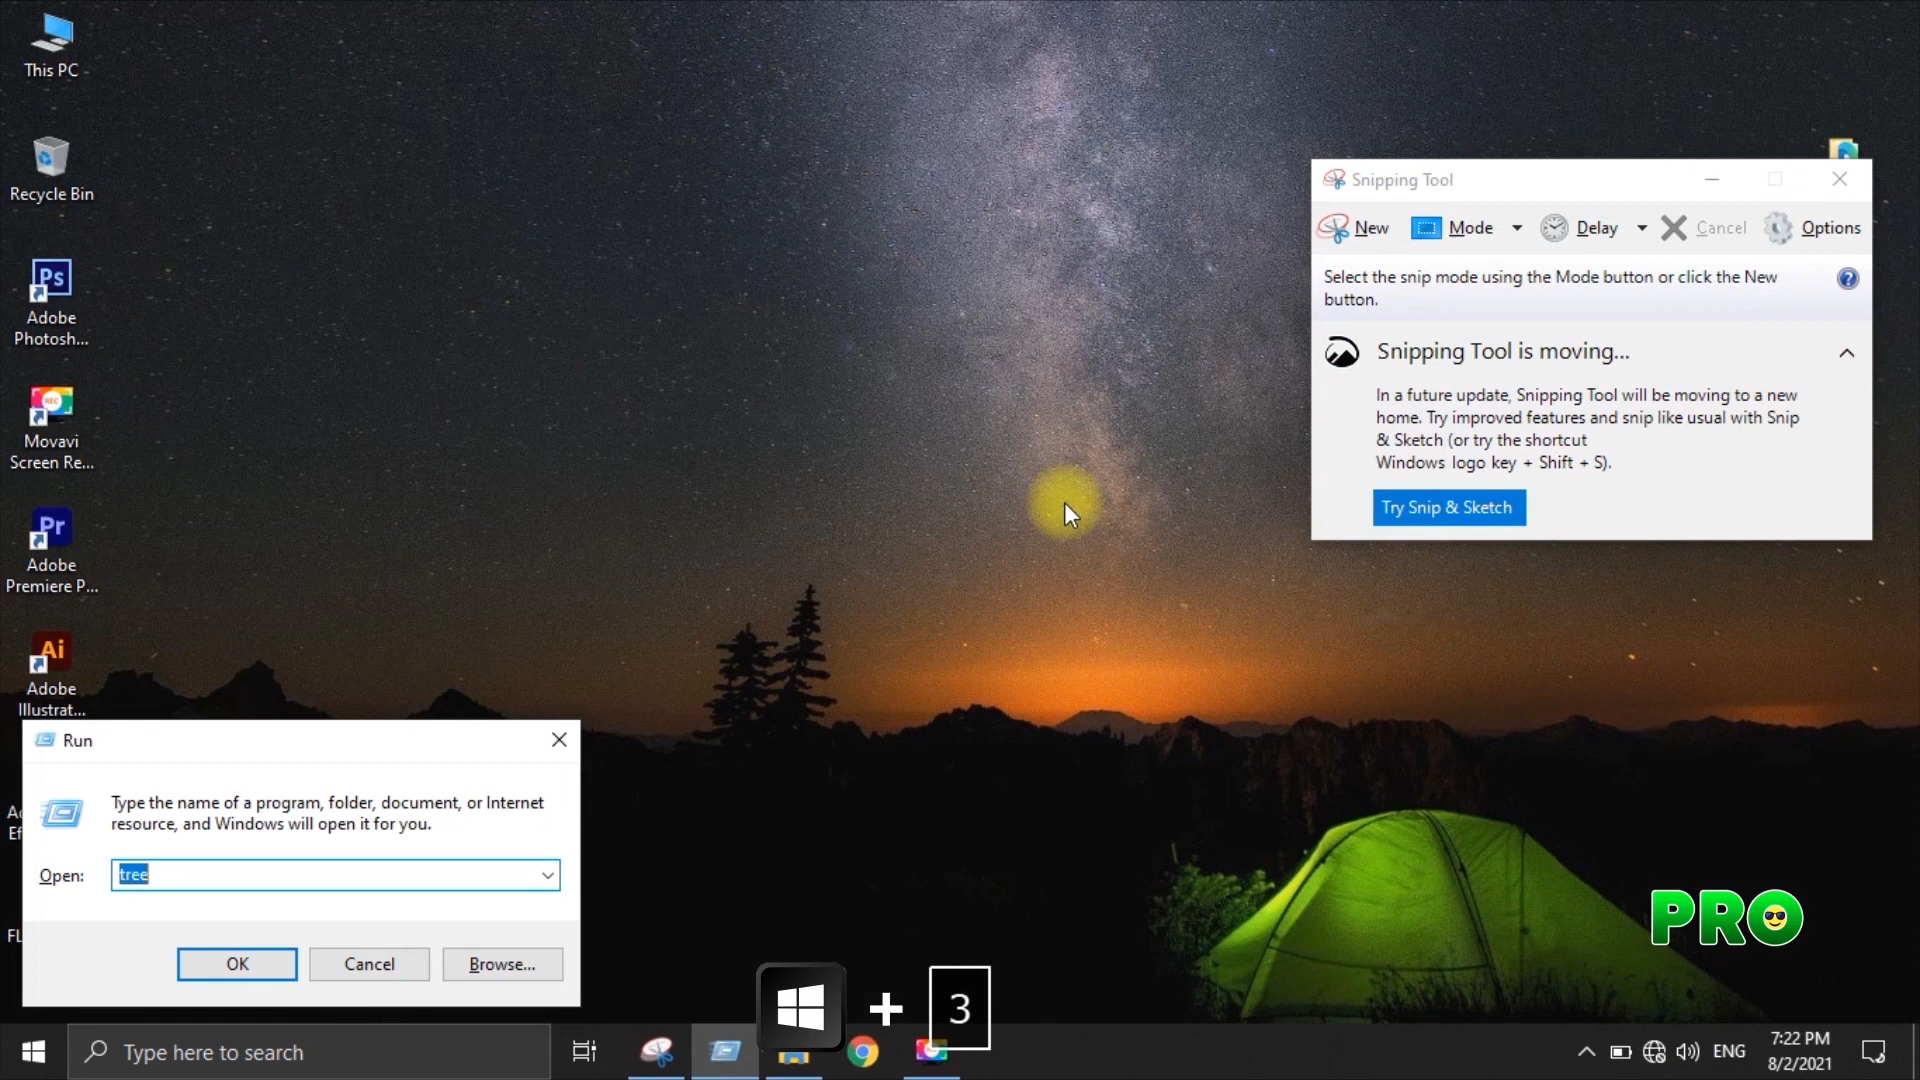 This PC
Recycle Bin
Ps
Adobe
Photosh...
REC
Movavi
Screen Re...
Pr
Adobe
Premiere P...
Ai
Adobe
Illustrat...
Snipping Tool
New
Mode
Delay
Cancel
Options
Select the snip mode using the Mode button or click the New
button.
Snipping Tool is moving...
In a future update, Snipping Tool will be moving to a new
home. Try improved features and snip like usual with Snip
& Sketch (or try the shortcut
Windows logo key + Shift + S).
Try Snip & Sketch
Run
Type the name of a program, folder, document, or Internet
resource, and Windows will open it for you.
Open:
tree
OK
Cancel
Browse...
PRO
+
3
Type here to search
ENG
7:22 PM
8/2/2021